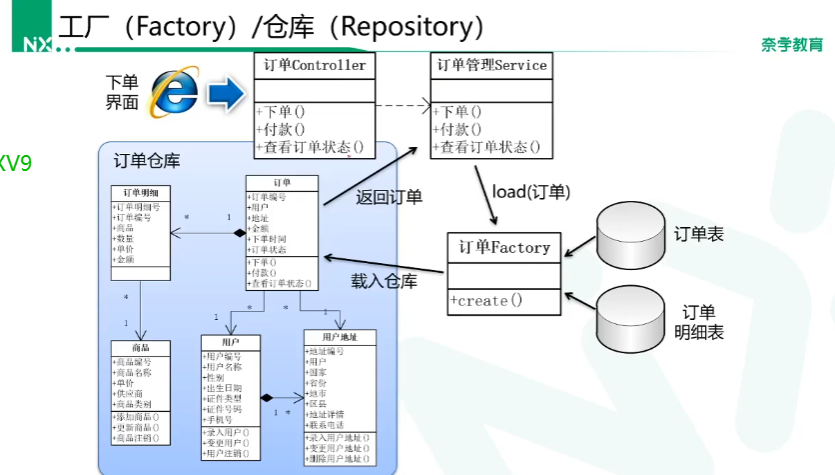 工厂（Factory）/仓库（Repository）
NX
奈学教育
下单
界面
订单Controller
+下单()
+付款()
+查看订单状态()
订单管理Service
+下单()
+付款()
+查看订单状态()
XV9
订单仓库
返回订单
load(订单)
载入仓库
订单Factory
+create()
订单表
订单
明细表
订单明细
+订单明细号
+订单编号
+商品
+数量
+单价
+金额
订单
+订单编号
+用户
+地址
+金额
+下单时间
+订单状态
+下单()
+付款()
+查看订单状态()
*
1
*
1
*
1
*
1
商品
+商品编号
+商品名称
+单价
+供应商
+商品类别
+添加商品()
+更新商品()
+商品注销()
用户
+用户编号
+用户名称
+性别
+出生日期
+证件类型
+证件号码
+手机号
+录入用户()
+变更用户()
+用户注销()
1 *
用户地址
+地址编号
+用户
+国家
+省份
+地市
+区县
+地址详情
+联系电话
+录入用户地址()
+变更用户地址()
+删除用户地址()